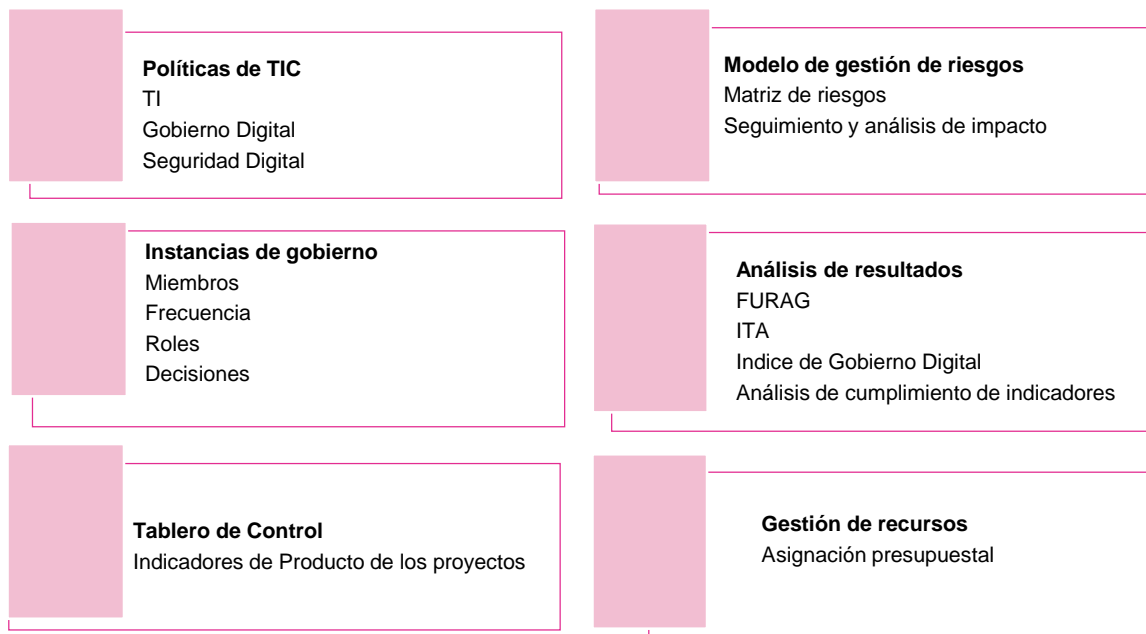 Políticas de TIC
TI
Gobierno Digital
Seguridad Digital
Modelo de gestión de riesgos
Matriz de riesgos
Seguimiento y análisis de impacto
Instancias de gobierno
Miembros
Frecuencia
Roles
Decisiones
Análisis de resultados
FURAG
ITA
Indice de Gobierno Digital
Análisis de cumplimiento de indicadores
Tablero de Control
Indicadores de Producto de los proyectos
Gestión de recursos
Asignación presupuestal